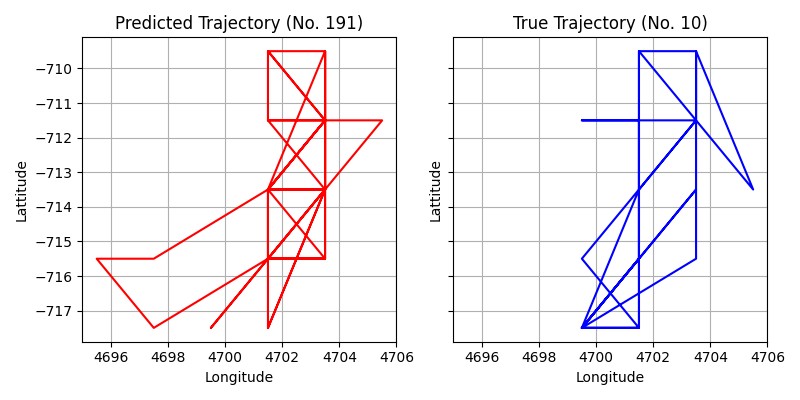 Predicted Trajectory (No. 191)
True Trajectory (No. 10)
Lattitude
−710
−711
−712
−713
−714
−715
−716
−717
4696 4698 4700 4702 4704 4706
Longitude
Lattitude
4696 4698 4700 4702 4704 4706
Longitude